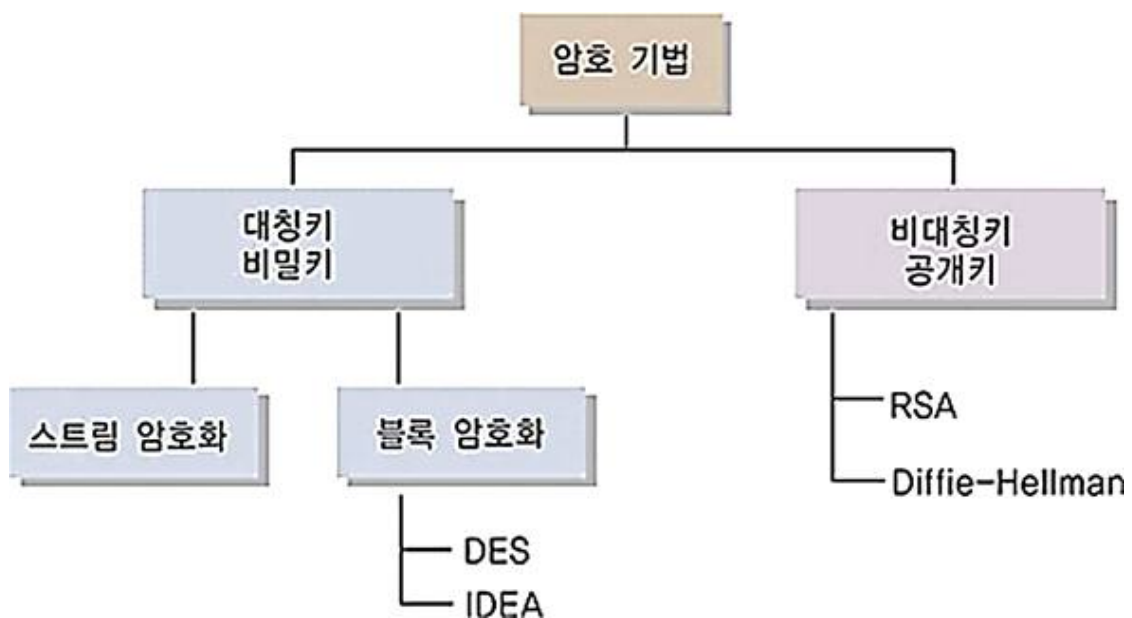 암호 기법
대칭키
비밀키
비대칭키
공개키
스트림 암호화
블록 암호화
RSA
Diffie-Hellman
DES
IDEA